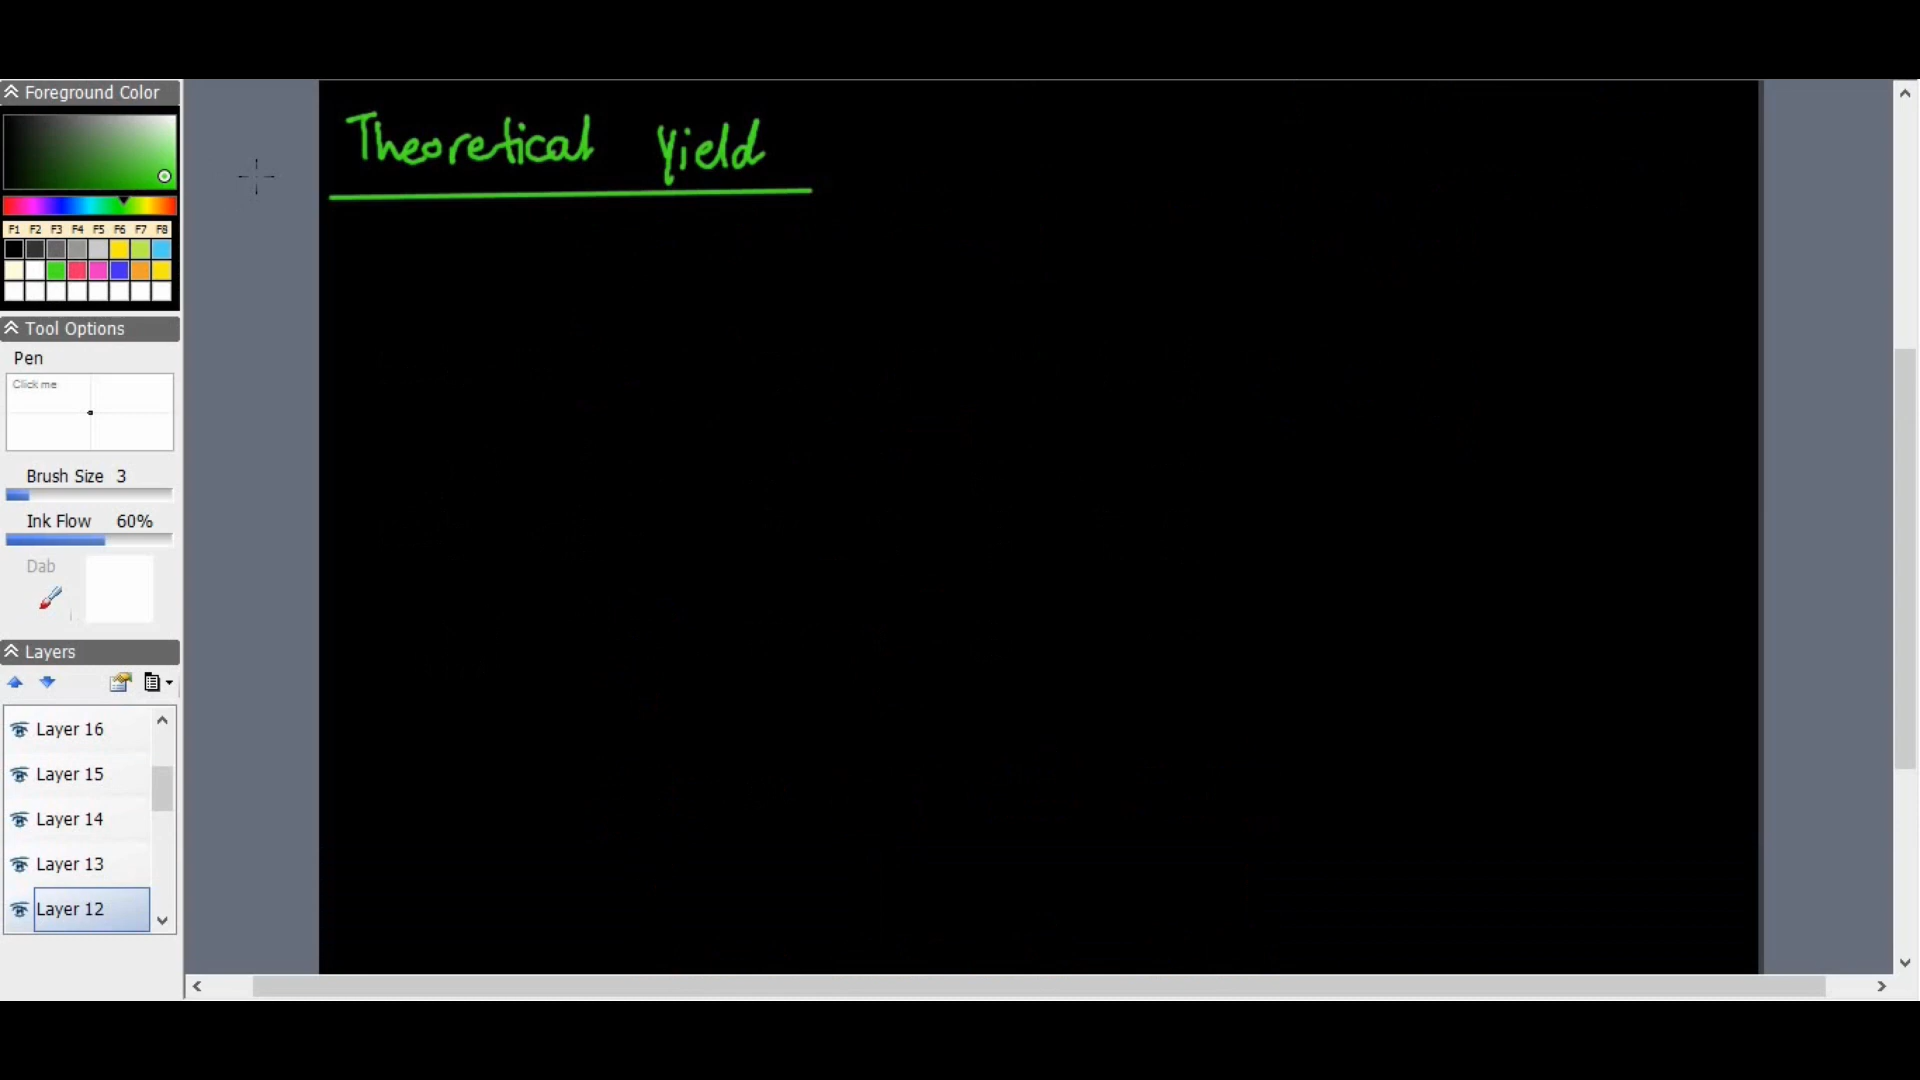 Foreground Color
Theoretical Yield
F1 F2 F3 F4 F5 F6 F7 F8
Tool Options
Pen
Click me
Brush Size 3
Ink Flow 60%
Dab
Layers
Layer 16
Layer 15
Layer 14
Layer 13
Layer 12